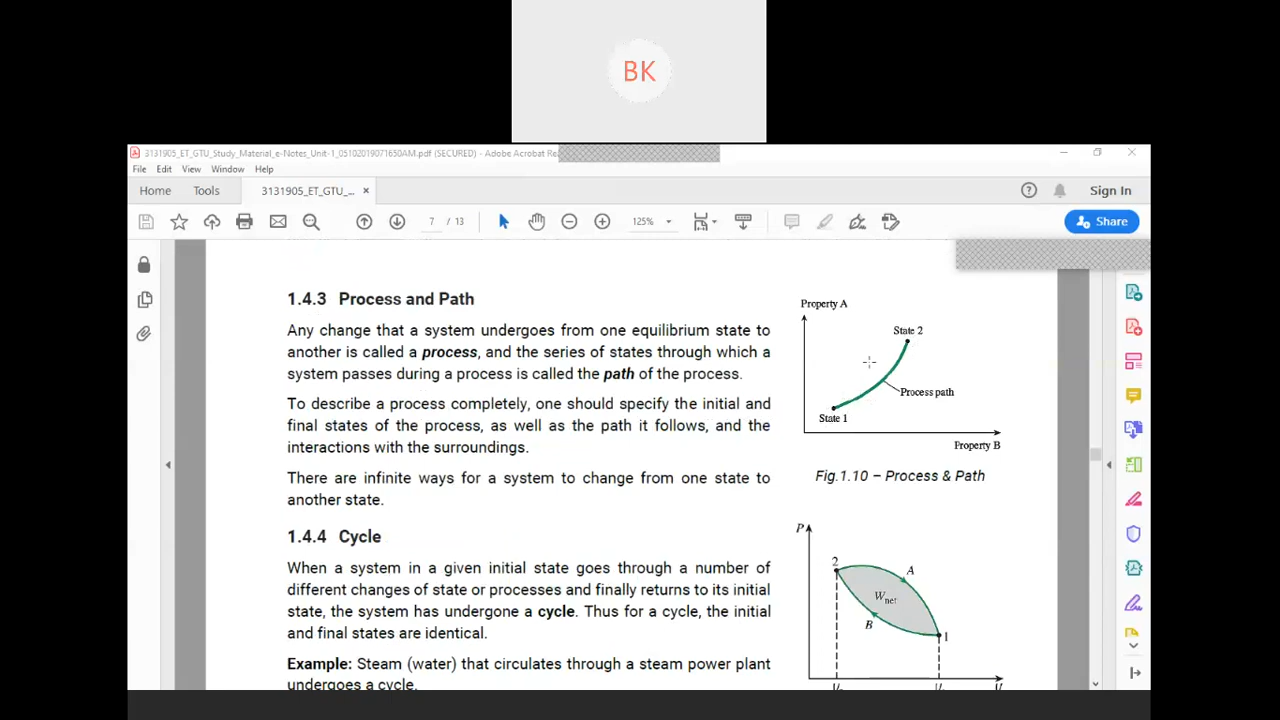 BK
3131905_ET_GTU_Study_Material_e-Notes_Unit-1_05102019071650AM.pdf (SECURED) - Adobe Acrobat Re
File Edit View Window Help
Home Tools 3131905_ET_GTU_... × Sign In
7 / 13 125% Share
1.4.3 Process and Path
Any change that a system undergoes from one equilibrium state to
another is called a process, and the series of states through which a
system passes during a process is called the path of the process.
To describe a process completely, one should specify the initial and
final states of the process, as well as the path it follows, and the
interactions with the surroundings.
There are infinite ways for a system to change from one state to
another state.
Property A
State 2
Process path
State 1
Property B
Fig.1.10 – Process & Path
1.4.4 Cycle
When a system in a given initial state goes through a number of
different changes of state or processes and finally returns to its initial
state, the system has undergone a cycle. Thus for a cycle, the initial
and final states are identical.
Example: Steam (water) that circulates through a steam power plant
undergoes a cycle.
P
2
A
Wnet
B
1